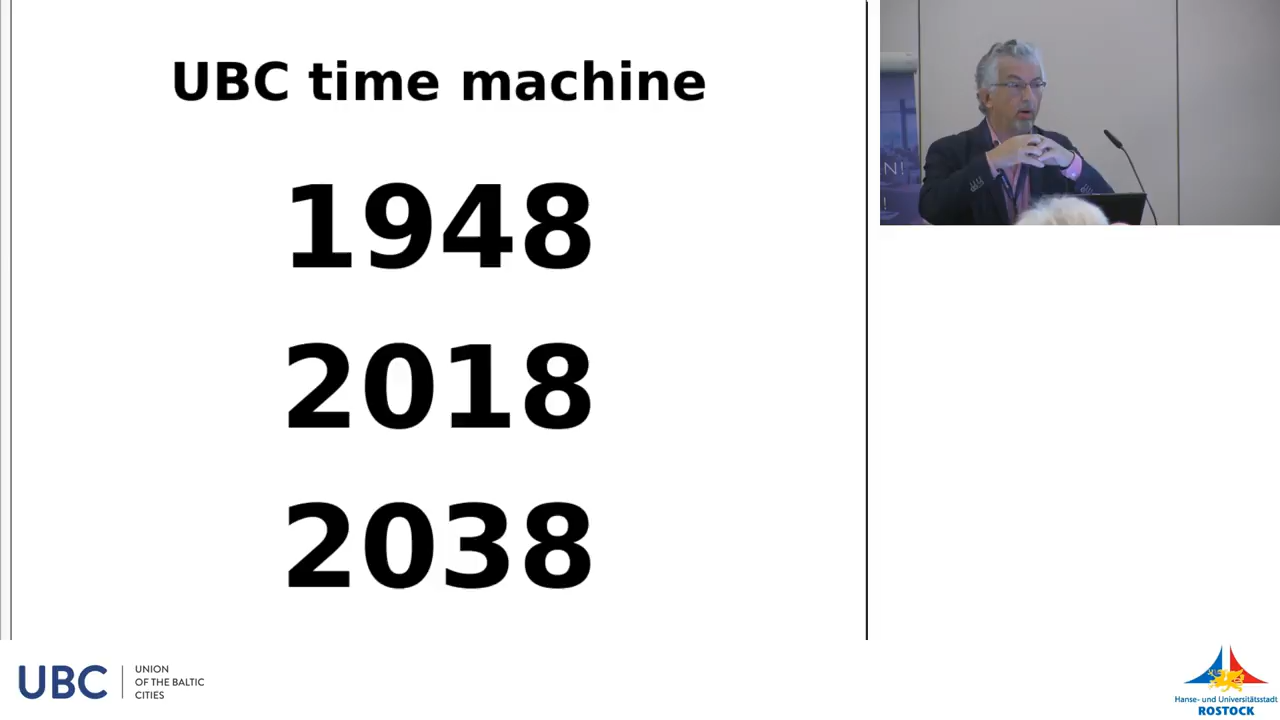 UBC time machine
1948
2018
2038
N!
!
UBC
UNION
OF THE BALTIC
CITIES
Hanse- und Universitätsstadt
ROSTOCK